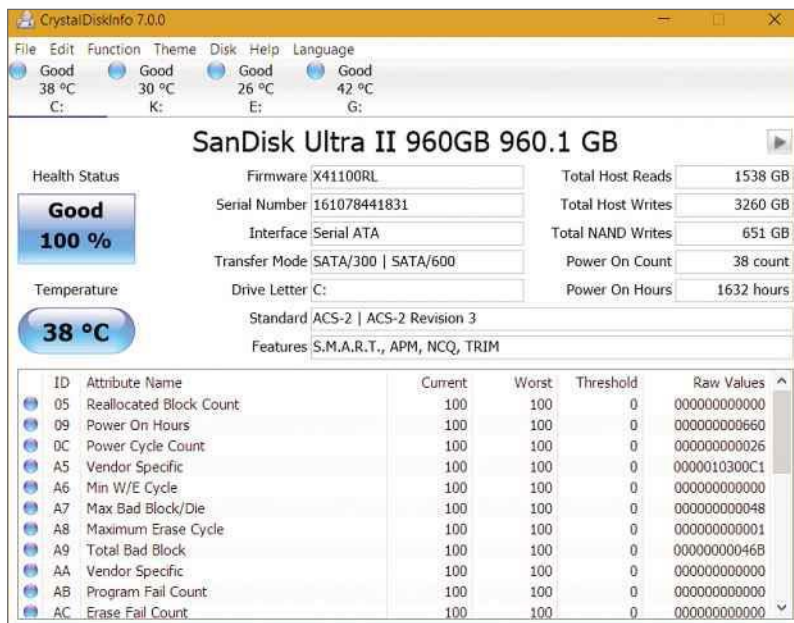 CrystalDiskInfo 7.0.0
File Edit Function Theme Disk Help Language
Good Good Good Good
38 °C 30 °C 26 °C 42 °C
C: K: E: G:
SanDisk Ultra II 960GB 960.1 GB
Health Status
Good
100 %
Temperature
38 °C
Firmware X41100RL
Serial Number 161078441831
Interface Serial ATA
Transfer Mode SATA/300 | SATA/600
Drive Letter C:
Standard ACS-2 | ACS-2 Revision 3
Features S.M.A.R.T., APM, NCQ, TRIM
Total Host Reads 1538 GB
Total Host Writes 3260 GB
Total NAND Writes 651 GB
Power On Count 38 count
Power On Hours 1632 hours
ID Attribute Name Current Worst Threshold Raw Values
05 Reallocated Block Count 100 100 0 000000000000
09 Power On Hours 100 100 0 000000000660
0C Power Cycle Count 100 100 0 000000000026
A5 Vendor Specific 100 100 0 0000010300C1
A6 Min W/E Cycle 100 100 0 000000000000
A7 Max Bad Block/Die 100 100 0 000000000048
A8 Maximum Erase Cycle 100 100 0 000000000001
A9 Total Bad Block 100 100 0 00000000046B
AA Vendor Specific 100 100 0 000000000000
AB Program Fail Count 100 100 0 000000000000
AC Erase Fail Count 100 100 0 000000000000